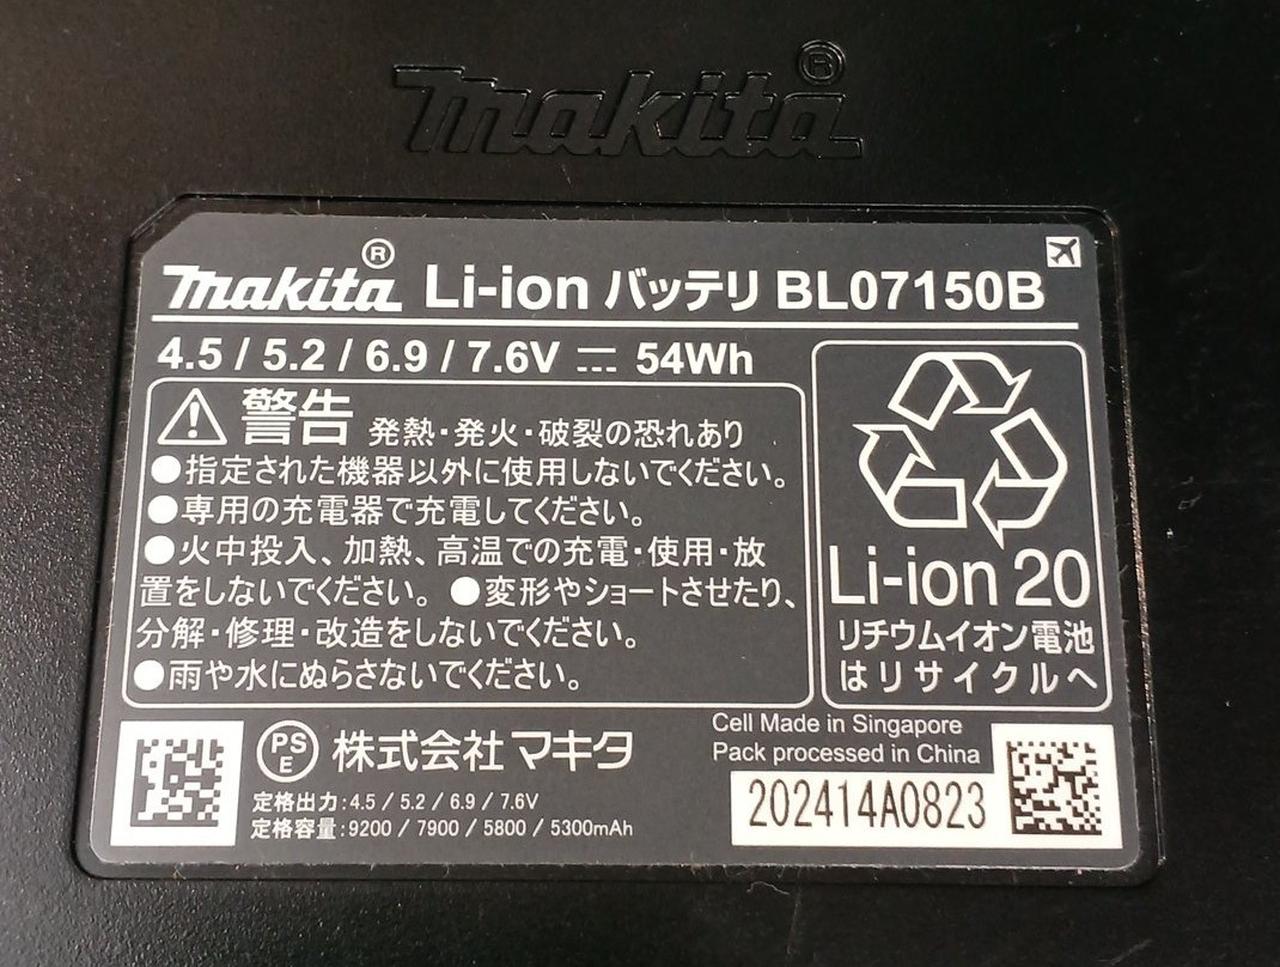 makita®
makita® Li-ion バッテリ BL07150B
4.5 / 5.2 / 6.9 / 7.6V ⎓ 54Wh
警告 発熱・発火・破裂の恐れあり
●指定された機器以外に使用しないでください。
●専用の充電器で充電してください。
●火中投入、加熱、高温での充電・使用・放
置をしないでください。 ●変形やショートさせたり、
分解・修理・改造をしないでください。
●雨や水にぬらさないでください。
Li-ion 20
リチウムイオン電池
はリサイクルへ
PS
E
株式会社マキタ
定格出力:4.5 / 5.2 / 6.9 / 7.6V
定格容量:9200 / 7900 / 5800 / 5300mAh
Cell Made in Singapore
Pack processed in China
202414A0823